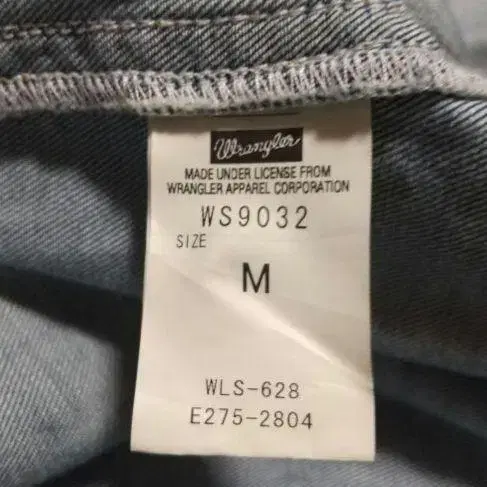 Wrangler
MADE UNDER LICENSE FROM
WRANGLER APPAREL CORPORATION
WS9032
SIZE
M
WLS-628
E275-2804